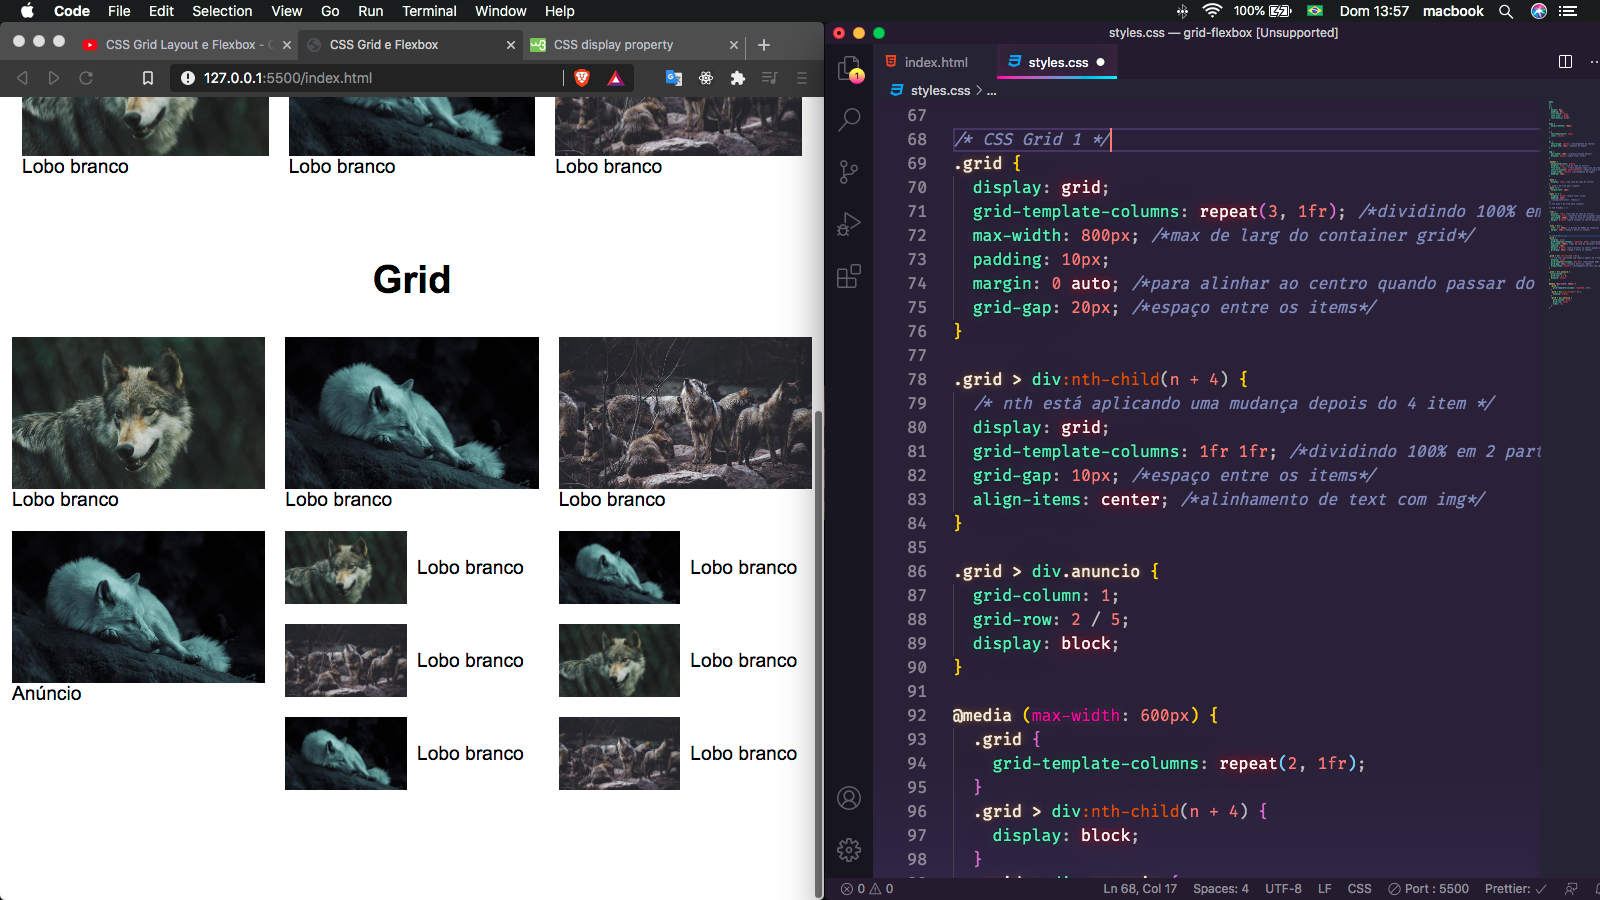 Code File Edit Selection View Go Run Terminal Window Help
100% Dom 13:57 macbook
CSS Grid Layout e Flexbox -
CSS Grid e Flexbox
CSS display property
127.0.0.1:5500/index.html
Lobo branco Lobo branco Lobo branco
Grid
Lobo branco Lobo branco Lobo branco
Lobo branco Lobo branco
Lobo branco Lobo branco
Anúncio
Lobo branco Lobo branco
styles.css — grid-flexbox [Unsupported]
1
index.html styles.css
styles.css > ...
67
68 /* CSS Grid 1 */
69 .grid {
70 display: grid;
71 grid-template-columns: repeat(3, 1fr); /*dividindo 100% em
72 max-width: 800px; /*max de larg do container grid*/
73 padding: 10px;
74 margin: 0 auto; /*para alinhar ao centro quando passar do
75 grid-gap: 20px; /*espaço entre os items*/
76 }
77
78 .grid > div:nth-child(n + 4) {
79 /* nth está aplicando uma mudança depois do 4 item */
80 display: grid;
81 grid-template-columns: 1fr 1fr; /*dividindo 100% em 2 part
82 grid-gap: 10px; /*espaço entre os items*/
83 align-items: center; /*alinhamento de text com img*/
84 }
85
86 .grid > div.anuncio {
87 grid-column: 1;
88 grid-row: 2 / 5;
89 display: block;
90 }
91
92 @media (max-width: 600px) {
93 .grid {
94 grid-template-columns: repeat(2, 1fr);
95 }
96 .grid > div:nth-child(n + 4) {
97 display: block;
98 }
0 0 Ln 68, Col 17 Spaces: 4 UTF-8 LF CSS Port : 5500 Prettier: ✓